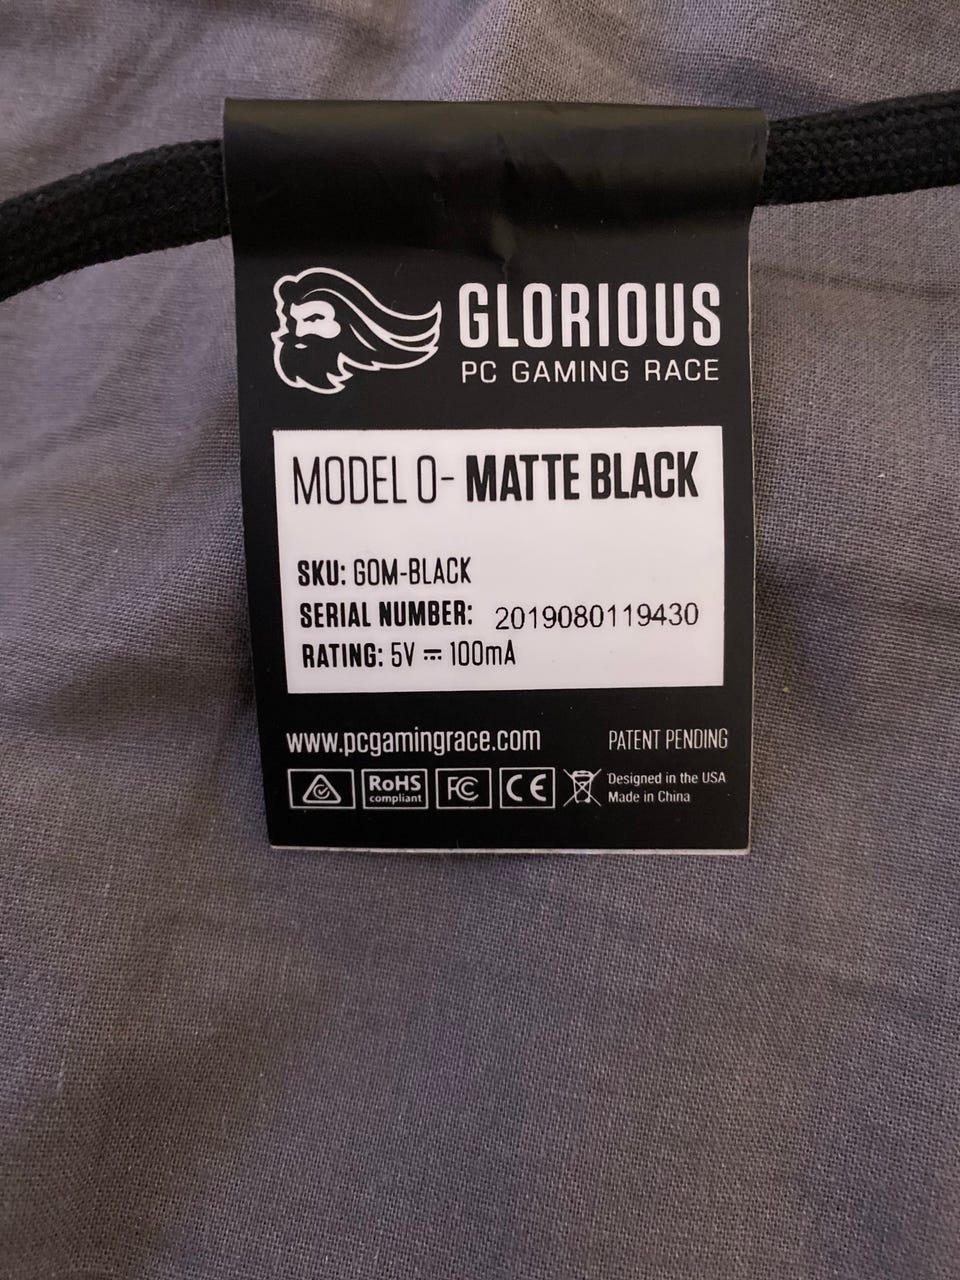 GLORIOUS
PC GAMING RACE
MODEL O- MATTE BLACK
SKU: GOM-BLACK
SERIAL NUMBER: 2019080119430
RATING: 5V ⎓ 100mA
www.pcgamingrace.com PATENT PENDING
RoHS
compliant
FC
CE
Designed in the USA
Made in China